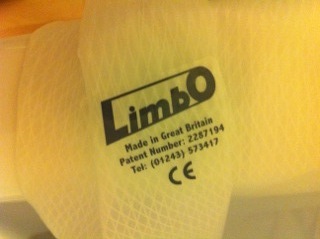 LimbO
Made in Great Britain
Patent Number: 2287194
Tel: (01243) 573417
CE